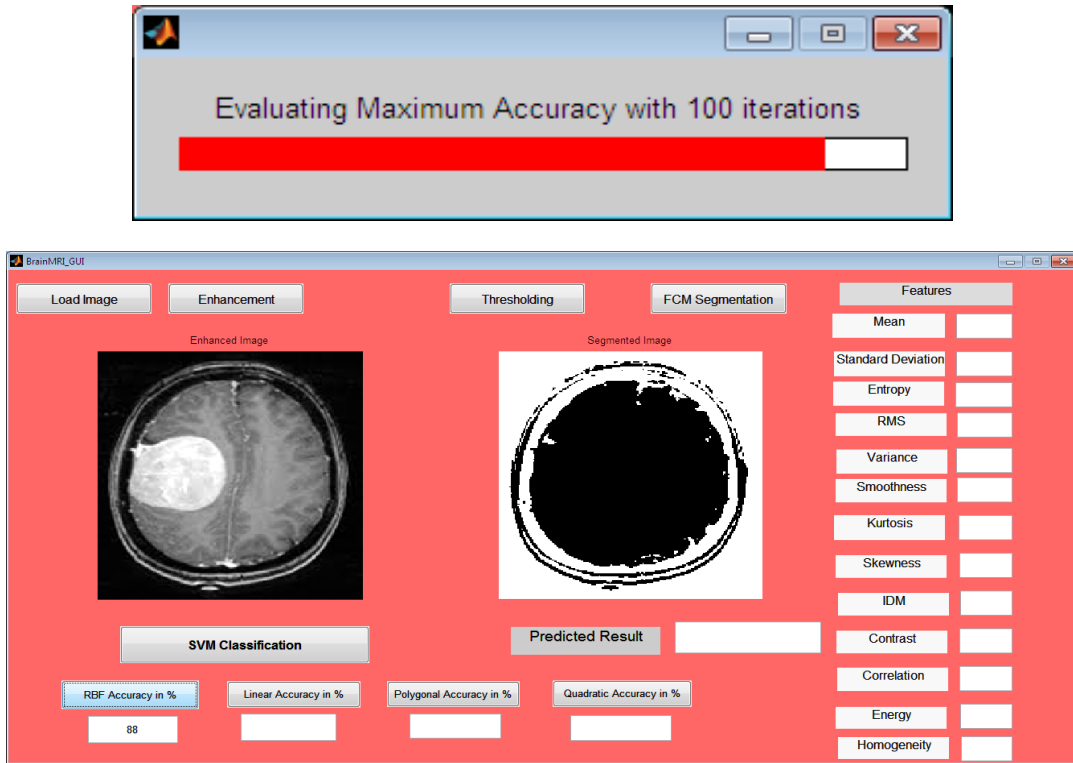 Evaluating Maximum Accuracy with 100 iterations
BrainMRI_GUI
Load Image
Enhancement
Thresholding
FCM Segmentation
Features
Enhanced Image
Segmented Image
Mean
Standard Deviation
Entropy
RMS
Variance
Smoothness
Kurtosis
Skewness
IDM
Contrast
Correlation
Energy
Homogeneity
SVM Classification
Predicted Result
RBF Accuracy in %
Linear Accuracy in %
Polygonal Accuracy in %
Quadratic Accuracy in %
88